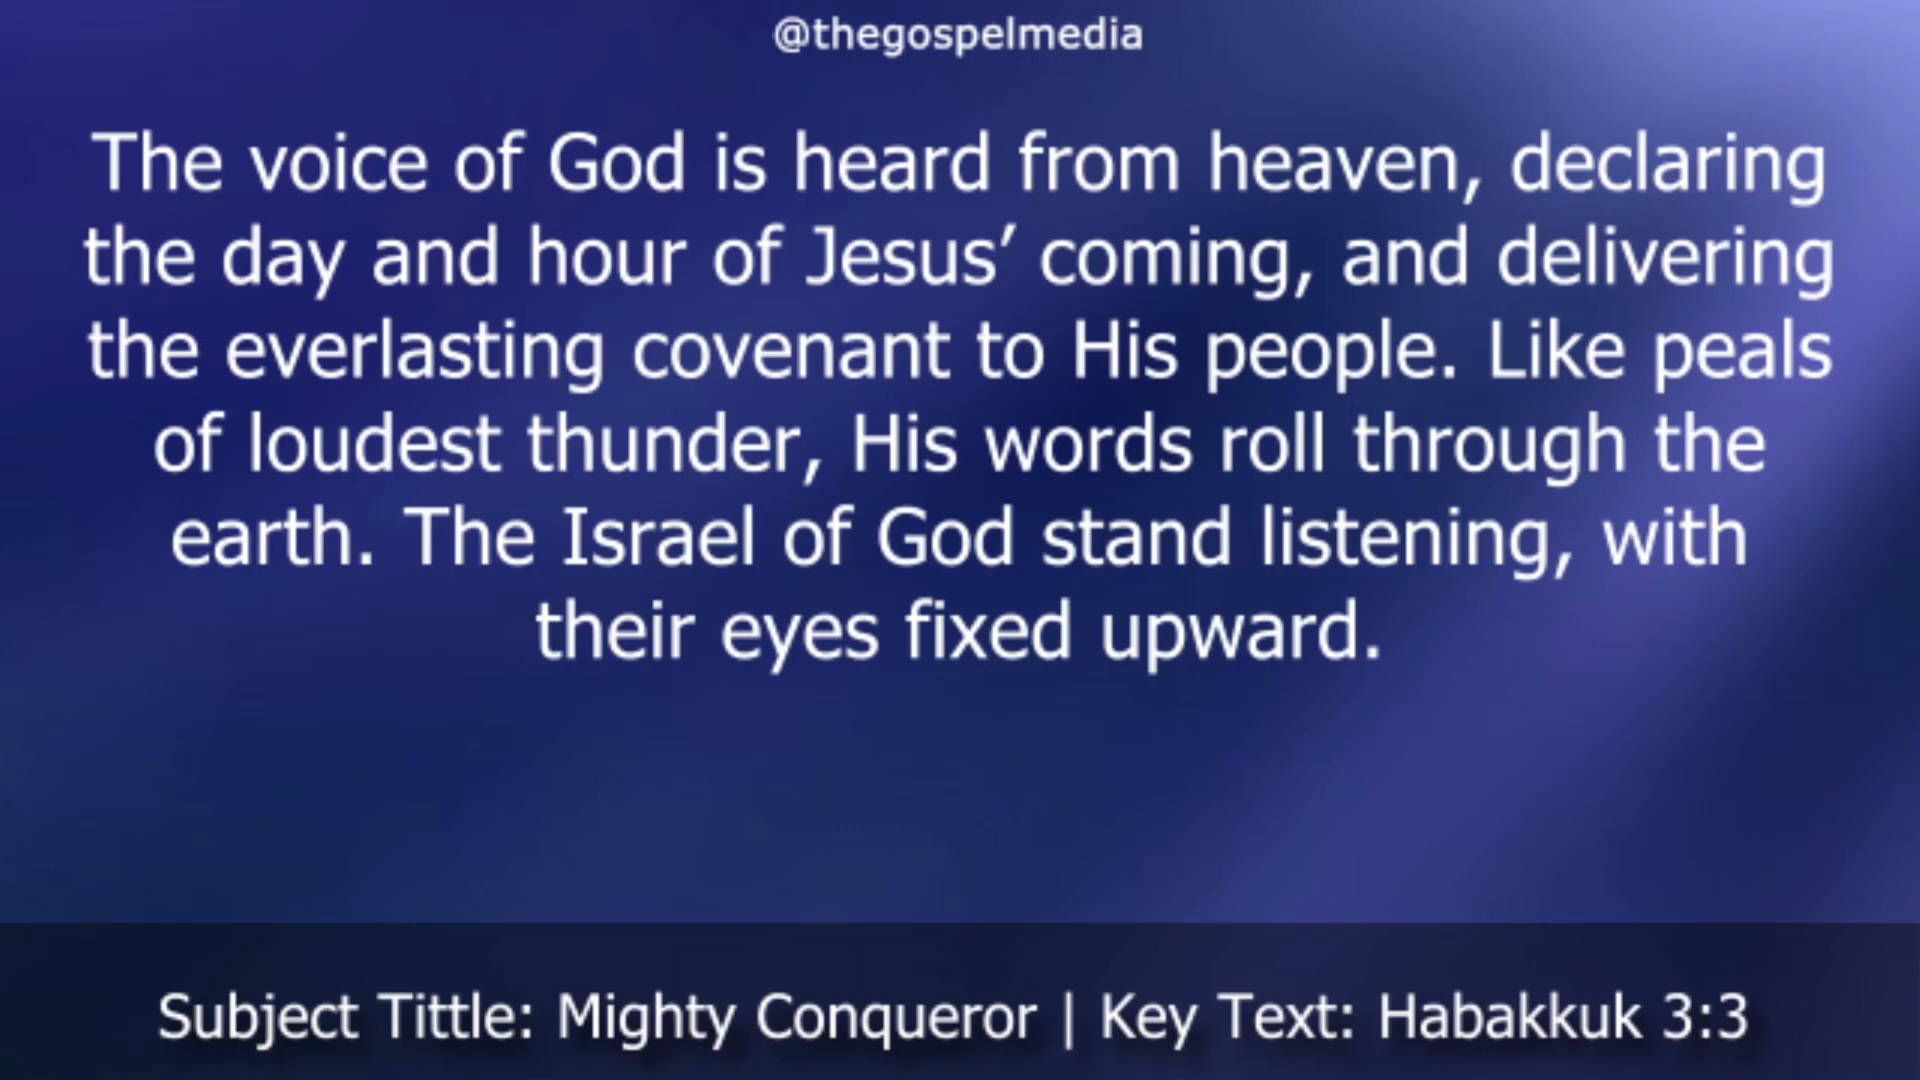 @thegospelmedia
The voice of God is heard from heaven, declaring
the day and hour of Jesus’ coming, and delivering
the everlasting covenant to His people. Like peals
of loudest thunder, His words roll through the
earth. The Israel of God stand listening, with
their eyes fixed upward.
Subject Tittle: Mighty Conqueror | Key Text: Habakkuk 3:3